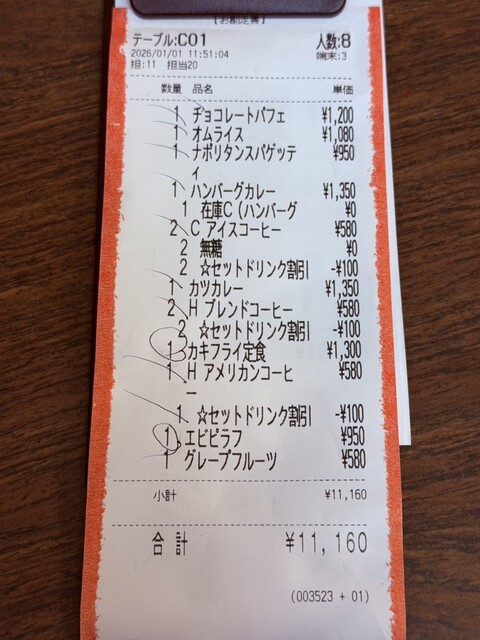 【お勘定書】
テーブル:C01 人数:8
2026/01/01 11:51:04 端末:3
担:11 担当20
数量 品名 単価
1 チョコレートパフェ ¥1,200
1 オムライス ¥1,080
1 ナポリタンスパゲッテ ¥950
ィ
1 ハンバーグカレー ¥1,350
1 在庫C(ハンバーグ ¥0
2 C アイスコーヒー ¥580
2 無糖 ¥0
2 ☆セットドリンク割引 -¥100
1 カツカレー ¥1,350
2 H ブレンドコーヒー ¥580
2 ☆セットドリンク割引 -¥100
1 カキフライ定食 ¥1,300
1 H アメリカンコーヒ ¥580
ー
1 ☆セットドリンク割引 -¥100
1 エビピラフ ¥950
1 グレープフルーツ ¥580
小計 ¥11,160
合計 ¥11,160
(003523 + 01)